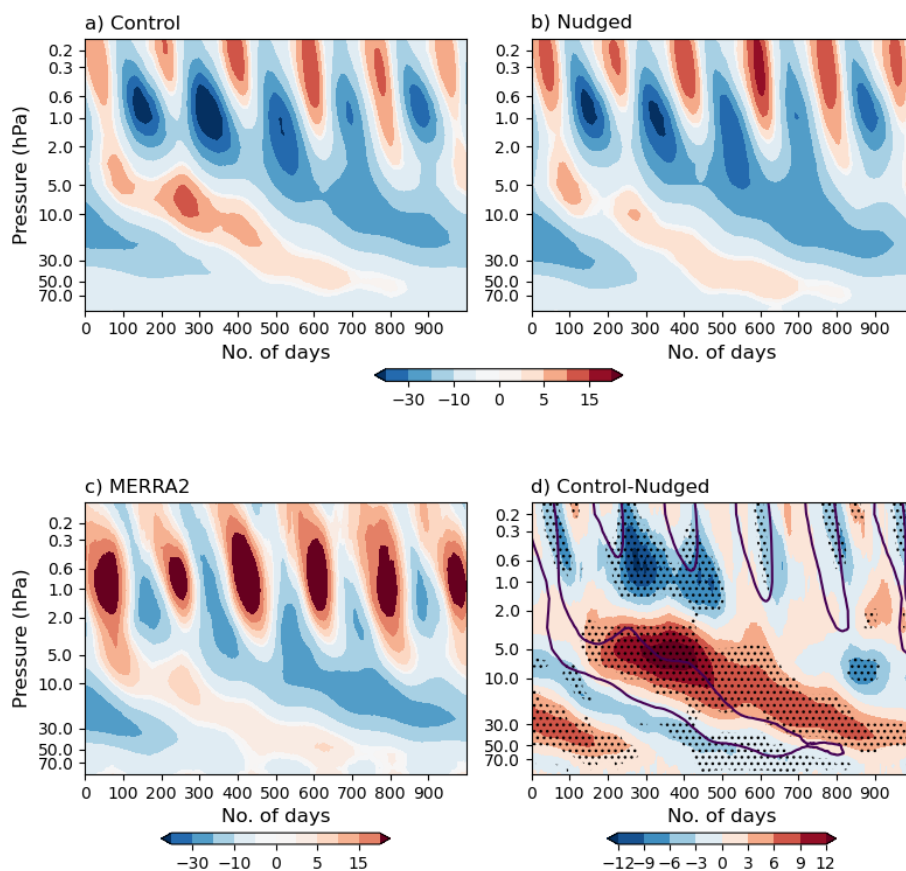 a) Control
b) Nudged
0.2
0.3
0.6
1.0
2.0
5.0
10.0
30.0
50.0
70.0
Pressure (hPa)
0 100 200 300 400 500 600 700 800 900
No. of days
0.2
0.3
0.6
1.0
2.0
5.0
10.0
30.0
50.0
70.0
0 100 200 300 400 500 600 700 800 900
No. of days
−30 −10 0 5 15
c) MERRA2
d) Control-Nudged
0.2
0.3
0.6
1.0
2.0
5.0
10.0
30.0
50.0
70.0
Pressure (hPa)
0 100 200 300 400 500 600 700 800 900
No. of days
−30 −10 0 5 15
0.2
0.3
0.6
1.0
2.0
5.0
10.0
30.0
50.0
70.0
0 100 200 300 400 500 600 700 800 900
No. of days
−12 −9 −6 −3 0 3 6 9 12